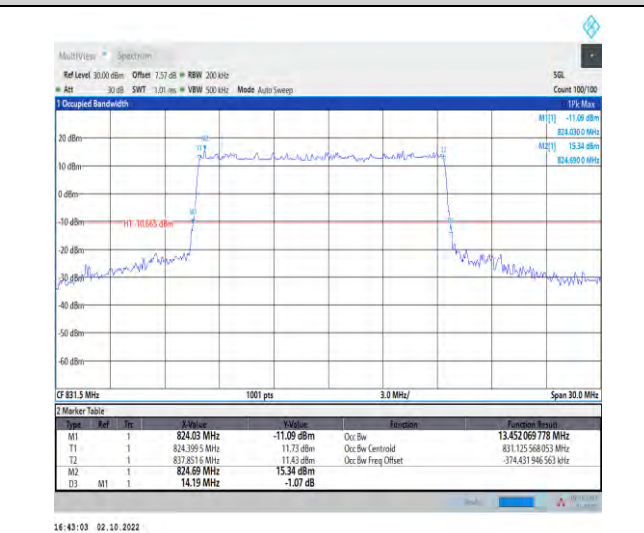 MultiView Spectrum
Ref Level 30.00 dBm Offset 7.57 dB RBW 200 kHz SGL
Att 30 dB SWT 1.01 ms VBW 500 kHz Mode Auto Sweep Count 100/100
1 Occupied Bandwidth 1Pk Max
M1[1] -11.09 dBm
824.030 0 MHz
M2[1] 15.34 dBm
824.690 0 MHz
20 dBm
10 dBm
0 dBm
-10 dBm
H1 -10.665 dBm
-20 dBm
-30 dBm
-40 dBm
-50 dBm
-60 dBm
M2
T1
T2
M1
D3
CF 831.5 MHz 1001 pts 3.0 MHz/ Span 30.0 MHz
2 Marker Table
Type Ref Trc X-Value Y-Value Function Function Result
M1 1 824.03 MHz -11.09 dBm Occ Bw 13.452 069 778 MHz
T1 1 824.399 5 MHz 11.73 dBm Occ Bw Centroid 831.125 568 053 MHz
T2 1 837.851 6 MHz 11.43 dBm Occ Bw Freq Offset -374.431 946 563 kHz
M2 1 824.69 MHz 15.34 dBm
D3 M1 1 14.19 MHz -1.07 dB
16:43:03 02.10.2022